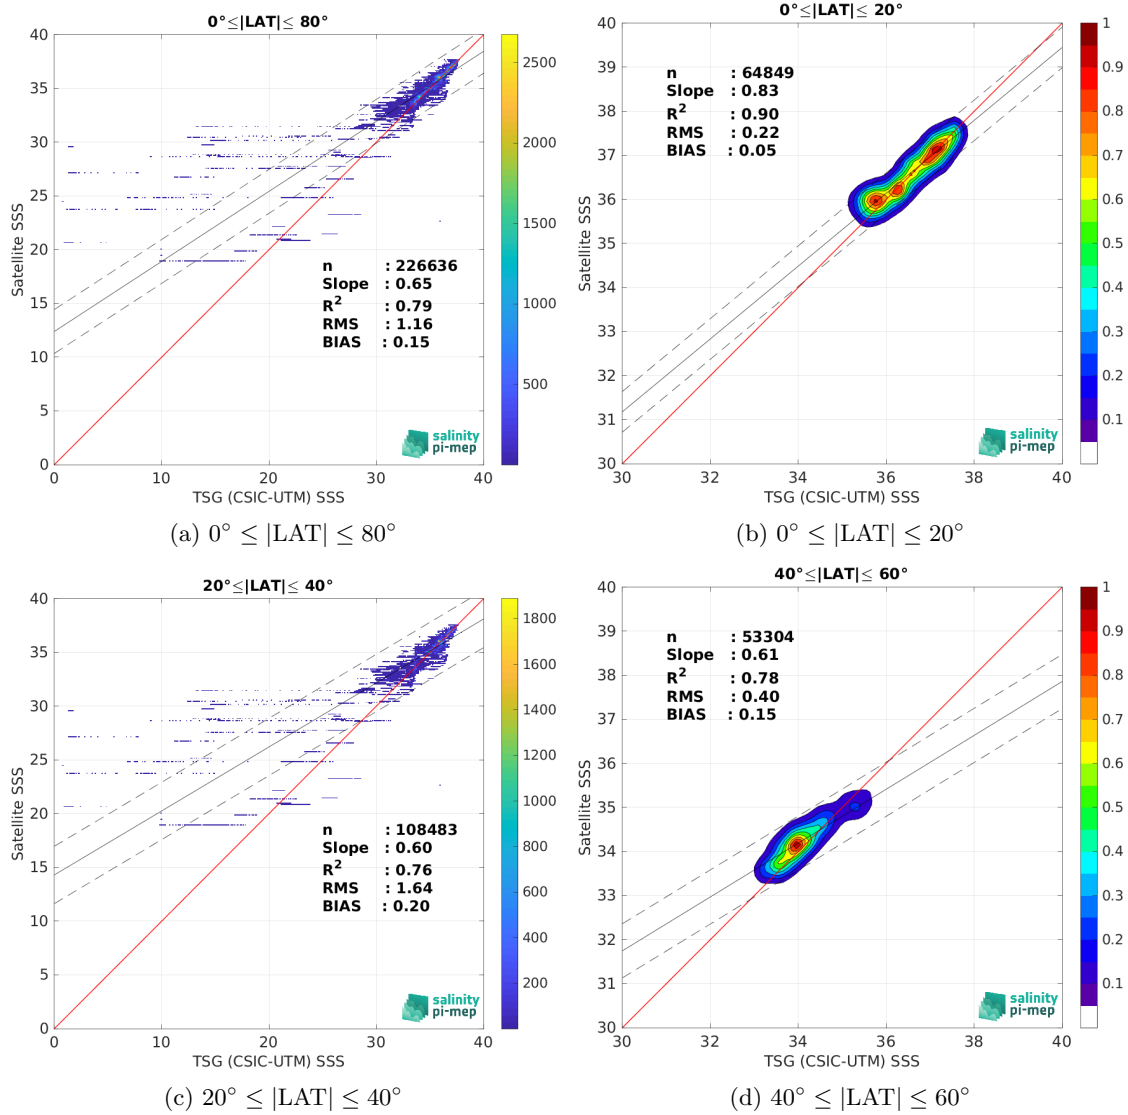 0°≤|LAT|≤ 80°
40
35
30
25
20
15
10
5
0
0
10
20
30
40
Satellite SSS
TSG (CSIC-UTM) SSS
n : 226636
Slope : 0.65
R² : 0.79
RMS : 1.16
BIAS : 0.15
2500
2000
1500
1000
500
salinity
pi-mep
(a) 0° ≤ |LAT| ≤ 80°
0°≤|LAT|≤ 20°
40
39
38
37
36
35
34
33
32
31
30
30
32
34
36
38
40
Satellite SSS
TSG (CSIC-UTM) SSS
n : 64849
Slope : 0.83
R² : 0.90
RMS : 0.22
BIAS : 0.05
1
0.9
0.8
0.7
0.6
0.5
0.4
0.3
0.2
0.1
salinity
pi-mep
(b) 0° ≤ |LAT| ≤ 20°
20°≤|LAT|≤ 40°
40
35
30
25
20
15
10
5
0
0
10
20
30
40
Satellite SSS
TSG (CSIC-UTM) SSS
n : 108483
Slope : 0.60
R² : 0.76
RMS : 1.64
BIAS : 0.20
1800
1600
1400
1200
1000
800
600
400
200
salinity
pi-mep
(c) 20° ≤ |LAT| ≤ 40°
40°≤|LAT|≤ 60°
40
39
38
37
36
35
34
33
32
31
30
30
32
34
36
38
40
Satellite SSS
TSG (CSIC-UTM) SSS
n : 53304
Slope : 0.61
R² : 0.78
RMS : 0.40
BIAS : 0.15
1
0.9
0.8
0.7
0.6
0.5
0.4
0.3
0.2
0.1
salinity
pi-mep
(d) 40° ≤ |LAT| ≤ 60°